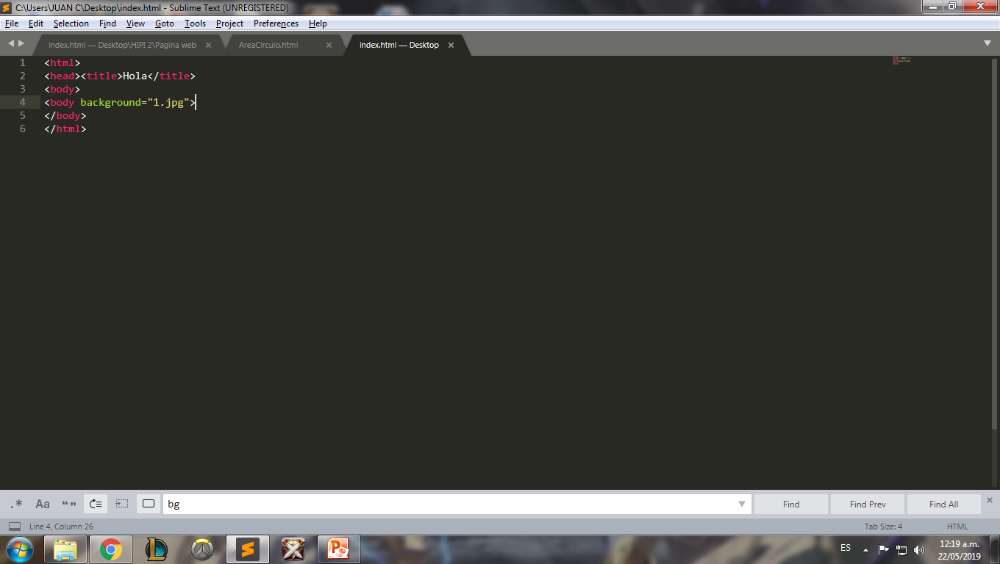 C:\Users\JUAN C\Desktop\index.html - Sublime Text (UNREGISTERED)
File Edit Selection Find View Goto Tools Project Preferences Help
index.html — Desktop\HIPI 2\Pagina web × AreaCirculo.html × index.html — Desktop ×
1 <html>
2 <head><title>Hola</title>
3 <body>
4 <body background="1.jpg">
5 </body>
6 </html>
.* Aa “” bg Find Find Prev Find All ×
Line 4, Column 26 Tab Size: 4 HTML
ES 12:19 a.m.
22/05/2019